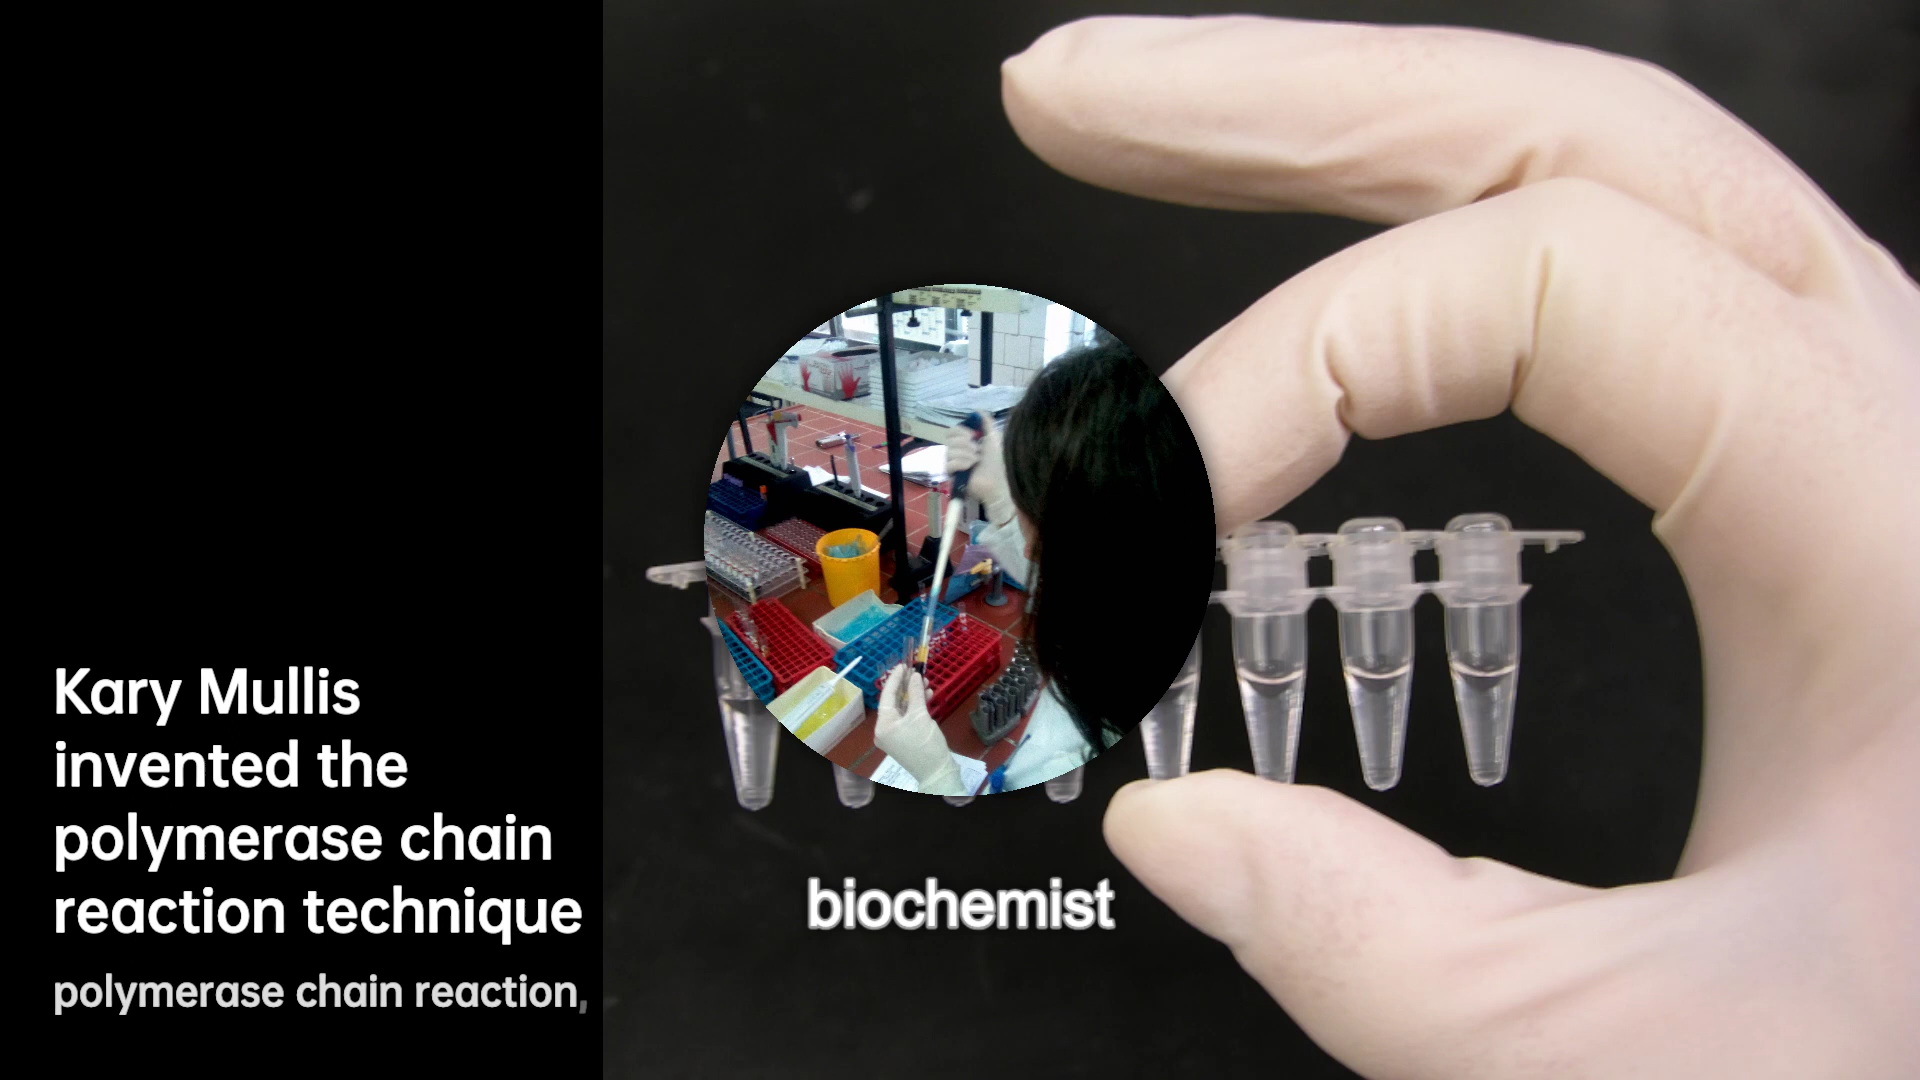 Kary Mullis
invented the
polymerase chain
reaction technique
polymerase chain reaction,
biochemist